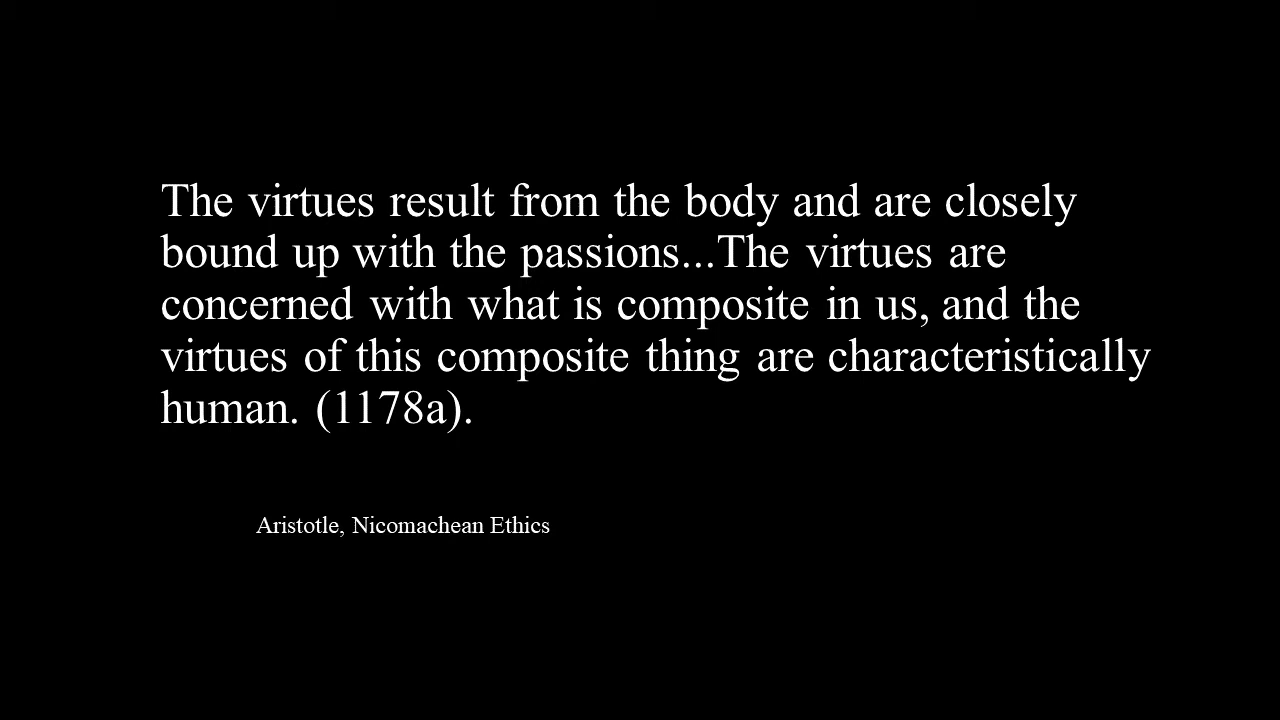 The virtues result from the body and are closely
bound up with the passions...The virtues are
concerned with what is composite in us, and the
virtues of this composite thing are characteristically
human. (1178a).
Aristotle, Nicomachean Ethics